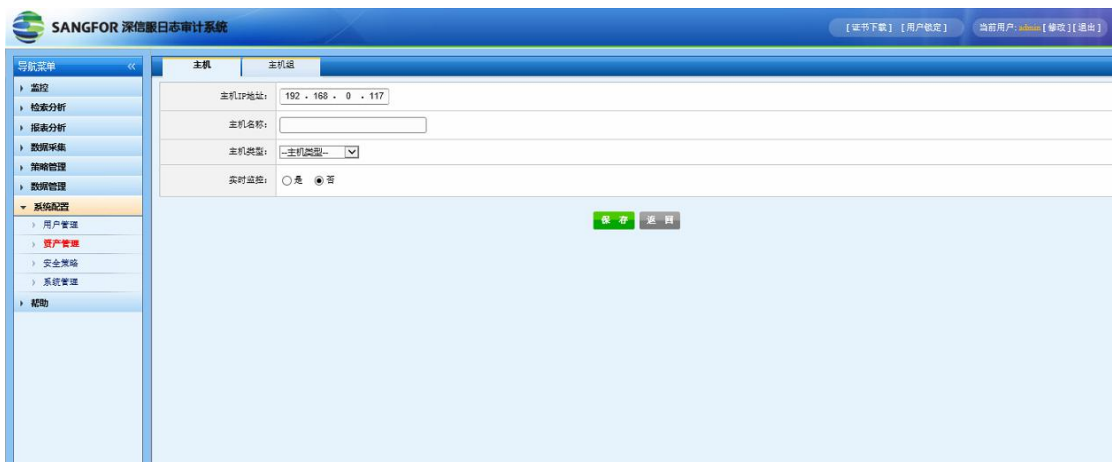 SANGFOR 深信服日志审计系统
[证书下载] [用户锁定] 当前用户: admin [修改][退出]
导航菜单 «
监控
检索分析
报表分析
数据采集
策略管理
数据管理
系统配置
用户管理
资产管理
安全策略
系统管理
帮助
主机 主机组
主机IP地址: 192 . 168 . 0 . 117
主机名称:
主机类型: --主机类型--
实时监控: 是 否
保 存 返 回